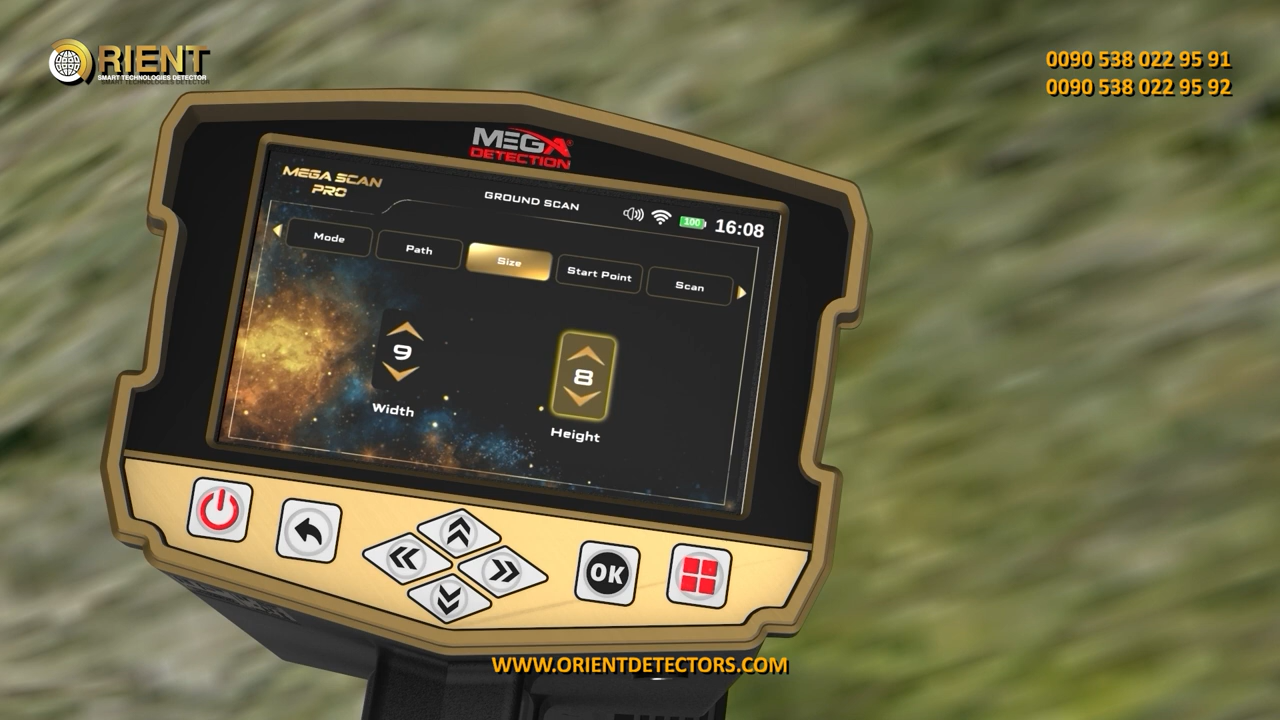 ORIENT
SMART TECHNOLOGIES DETECTOR
0090 538 022 95 91
0090 538 022 95 92
MEGA
DETECTION
MEGA SCAN
PRO
GROUND SCAN
100
16:08
Mode
Path
Size
Start Point
Scan
9
8
Width
Height
OK
WWW.ORIENTDETECTORS.COM